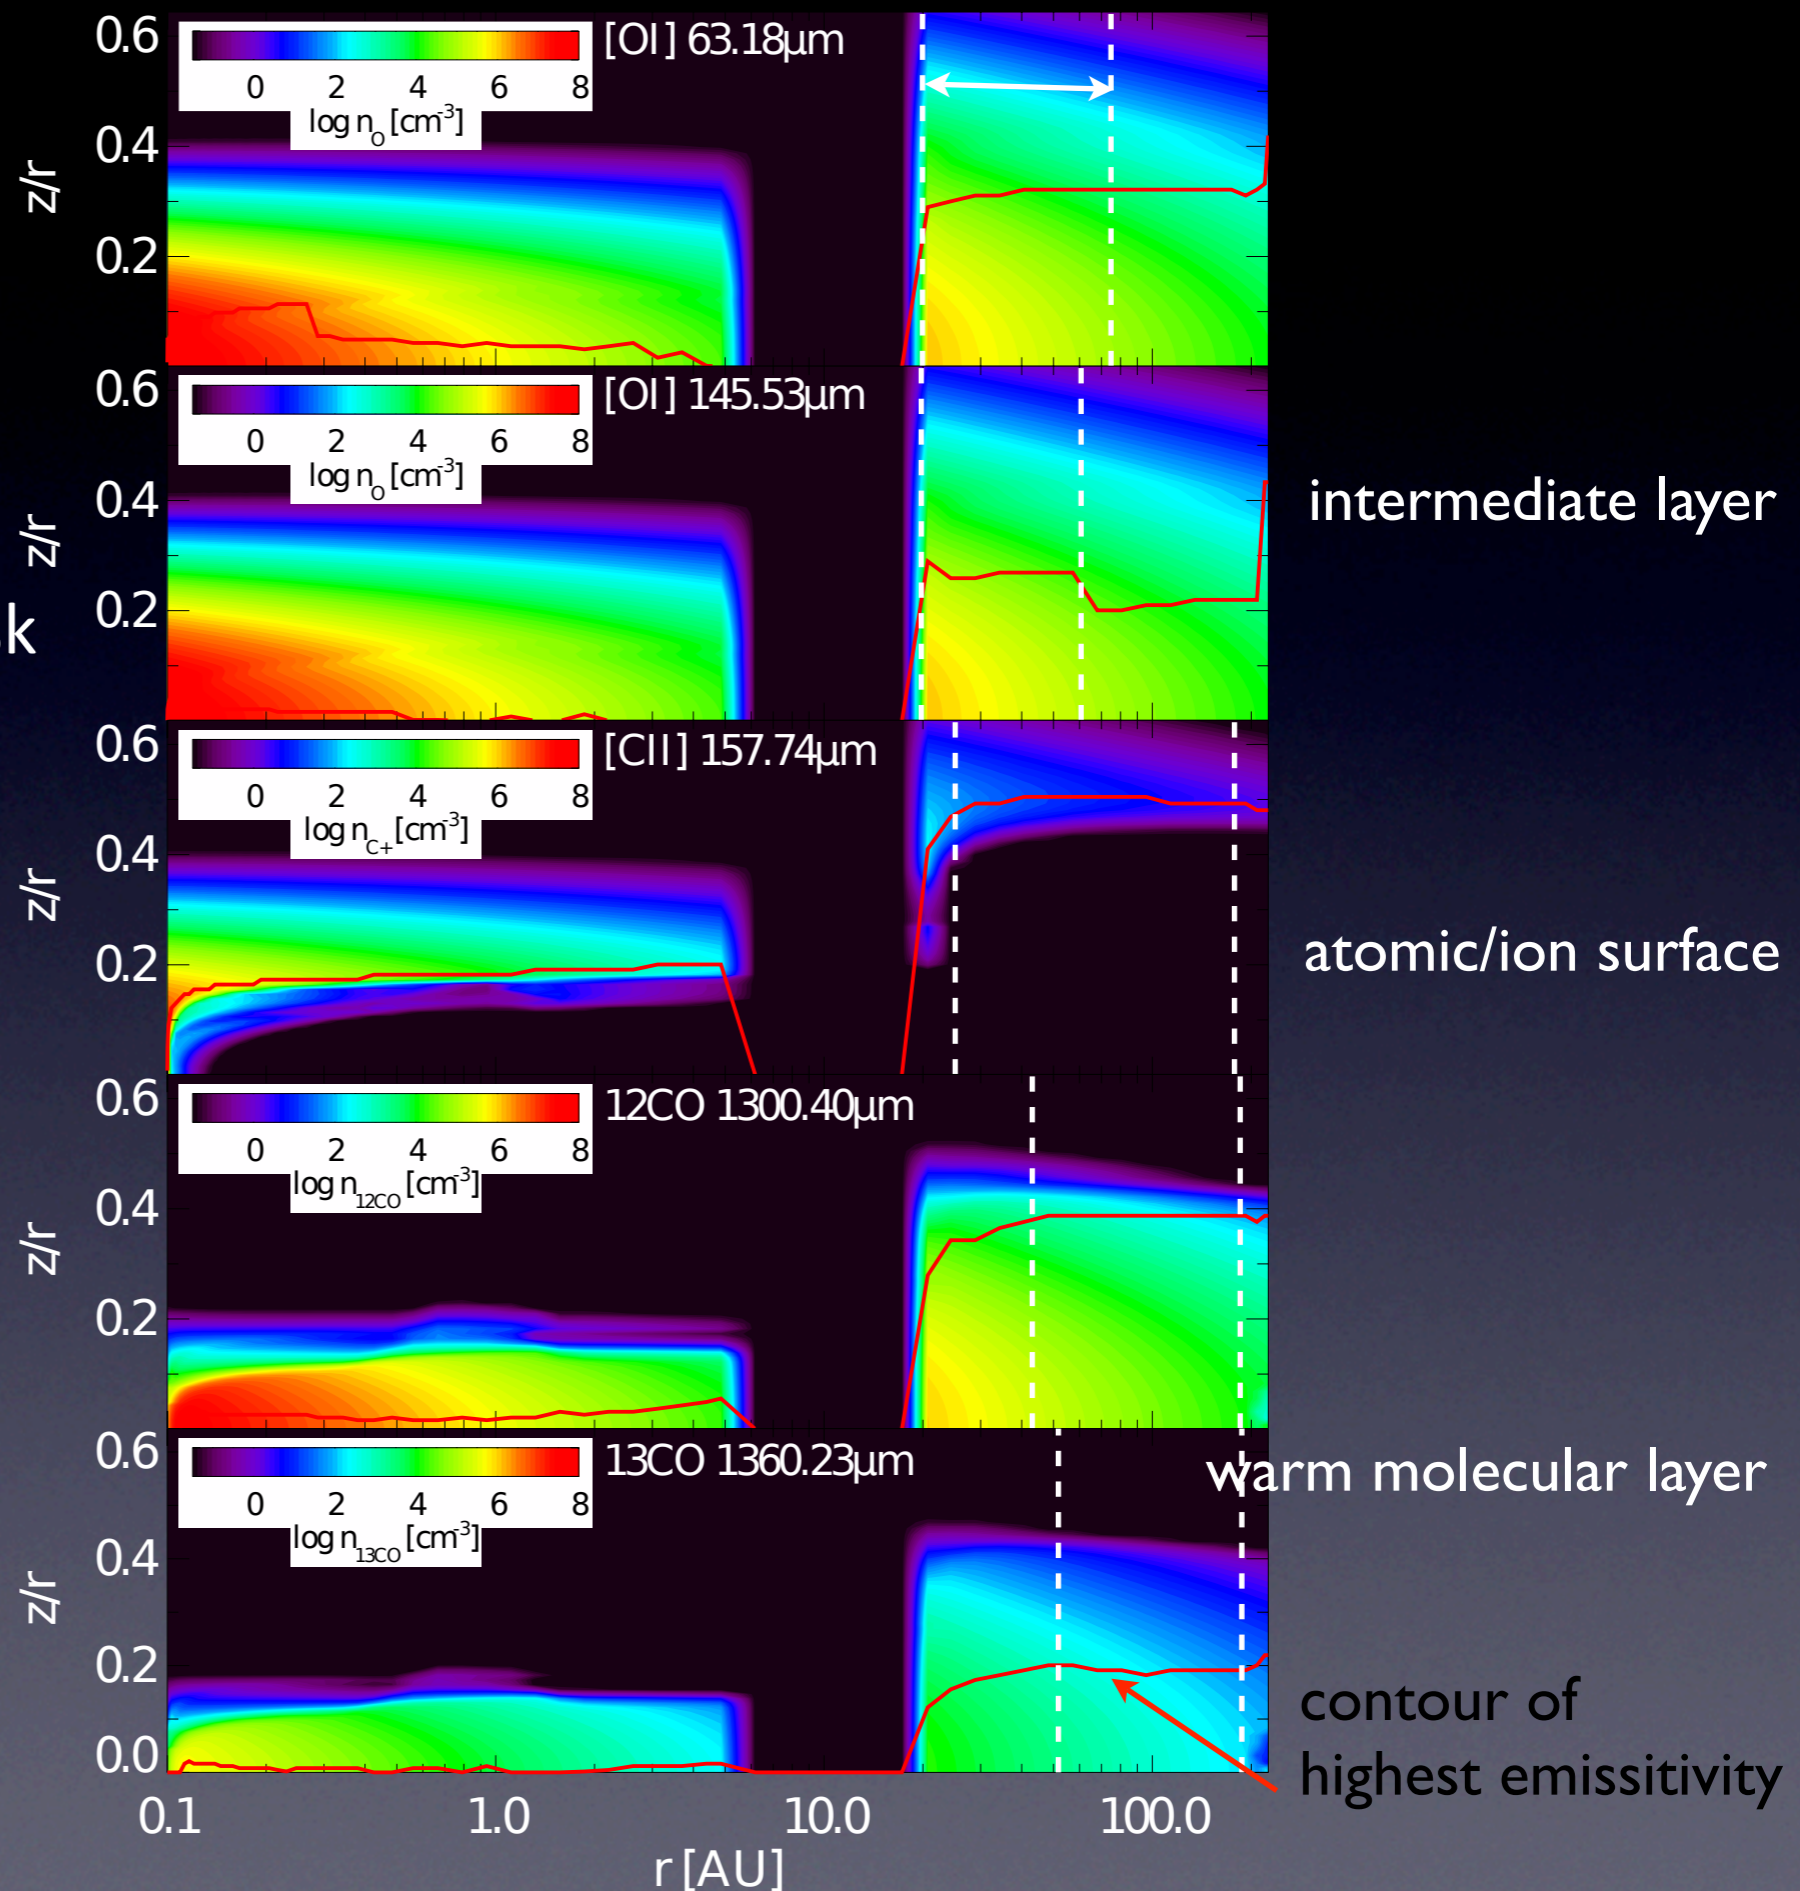 0.6
0 2 4 6 8
log n_O [cm^-3]
[OI] 63.18μm
0.4
z/r
0.2
0.6
0 2 4 6 8
log n_O [cm^-3]
[OI] 145.53μm
0.4
z/r
0.2
intermediate layer
k
0.6
0 2 4 6 8
log n_C+ [cm^-3]
[CII] 157.74μm
0.4
z/r
0.2
atomic/ion surface
0.6
0 2 4 6 8
log n_12CO [cm^-3]
12CO 1300.40μm
0.4
z/r
0.2
0.6
0 2 4 6 8
log n_13CO [cm^-3]
13CO 1360.23μm
warm molecular layer
0.4
z/r
0.2
0.0
contour of
highest emissitivity
0.1 1.0 10.0 100.0
r [AU]